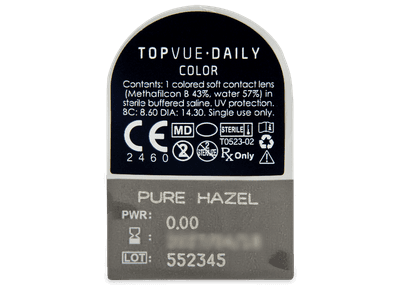 TOPVUE·DAILY
COLOR
Contents: 1 colored soft contact lens
(Methafilcon B 43%, water 57%) in
sterile buffered saline. UV protection.
BC: 8.60 DIA: 14.30. Single use only.
CE MD STERILE
2460 T0523-02
2 Rx Only
PURE HAZEL
PWR: 0.00
LOT: 552345